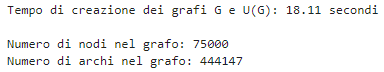 Tempo di creazione dei grafi G e U(G): 18.11 secondi
Numero di nodi nel grafo: 75000
Numero di archi nel grafo: 444147